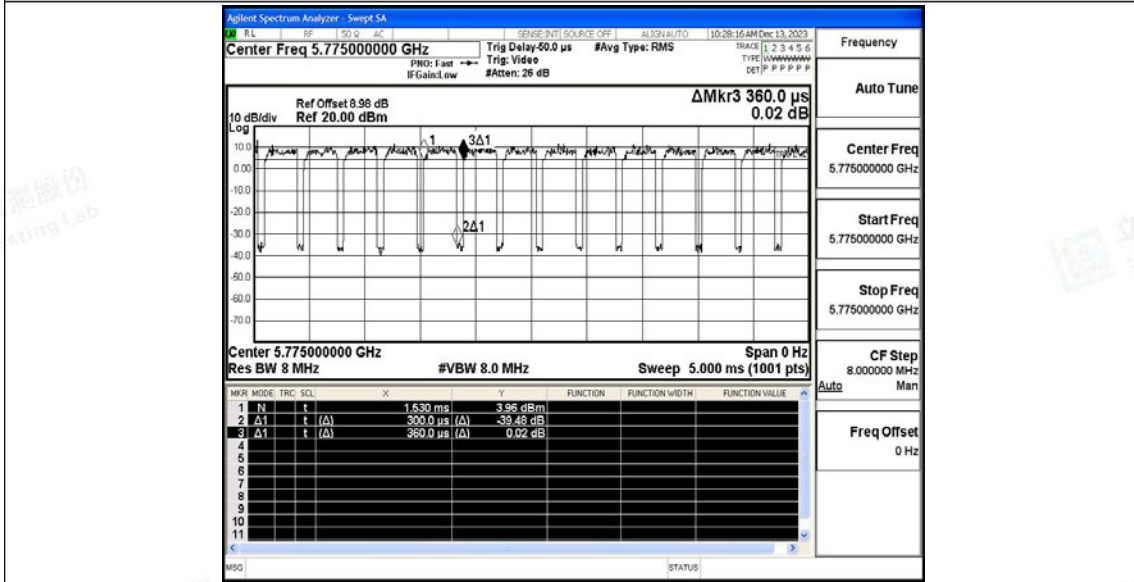 Agilent Spectrum Analyzer - Swept SA
RL RF 50 Ω AC SENSE:INT SOURCE OFF ALIGN AUTO 10:28:16 AM Dec 13, 2023
Center Freq 5.775000000 GHz
Trig Delay-50.0 µs #Avg Type: RMS
TRACE 1 2 3 4 5 6
PNO: Fast Trig: Video
TYPE WWWWWW
IFGain:Low #Atten: 26 dB
DET P P P P P P
Frequency
ΔMkr3 360.0 µs
0.02 dB
Ref Offset 8.98 dB
10 dB/div Ref 20.00 dBm
Log
10.0
0.00
-10.0
-20.0
-30.0
-40.0
-50.0
-60.0
-70.0
1
3Δ1
2Δ1
Center 5.775000000 GHz Span 0 Hz
Res BW 8 MHz #VBW 8.0 MHz Sweep 5.000 ms (1001 pts)
MKR MODE TRC SCL X Y FUNCTION FUNCTION WIDTH FUNCTION VALUE
1 N t 1.530 ms 3.96 dBm
2 Δ1 t (Δ) 300.0 µs (Δ) -39.48 dB
3 Δ1 t (Δ) 360.0 µs (Δ) 0.02 dB
4
5
6
7
8
9
10
11
MSG STATUS
Auto Tune
Center Freq
5.775000000 GHz
Start Freq
5.775000000 GHz
Stop Freq
5.775000000 GHz
CF Step
8.000000 MHz
Auto Man
Freq Offset
0 Hz